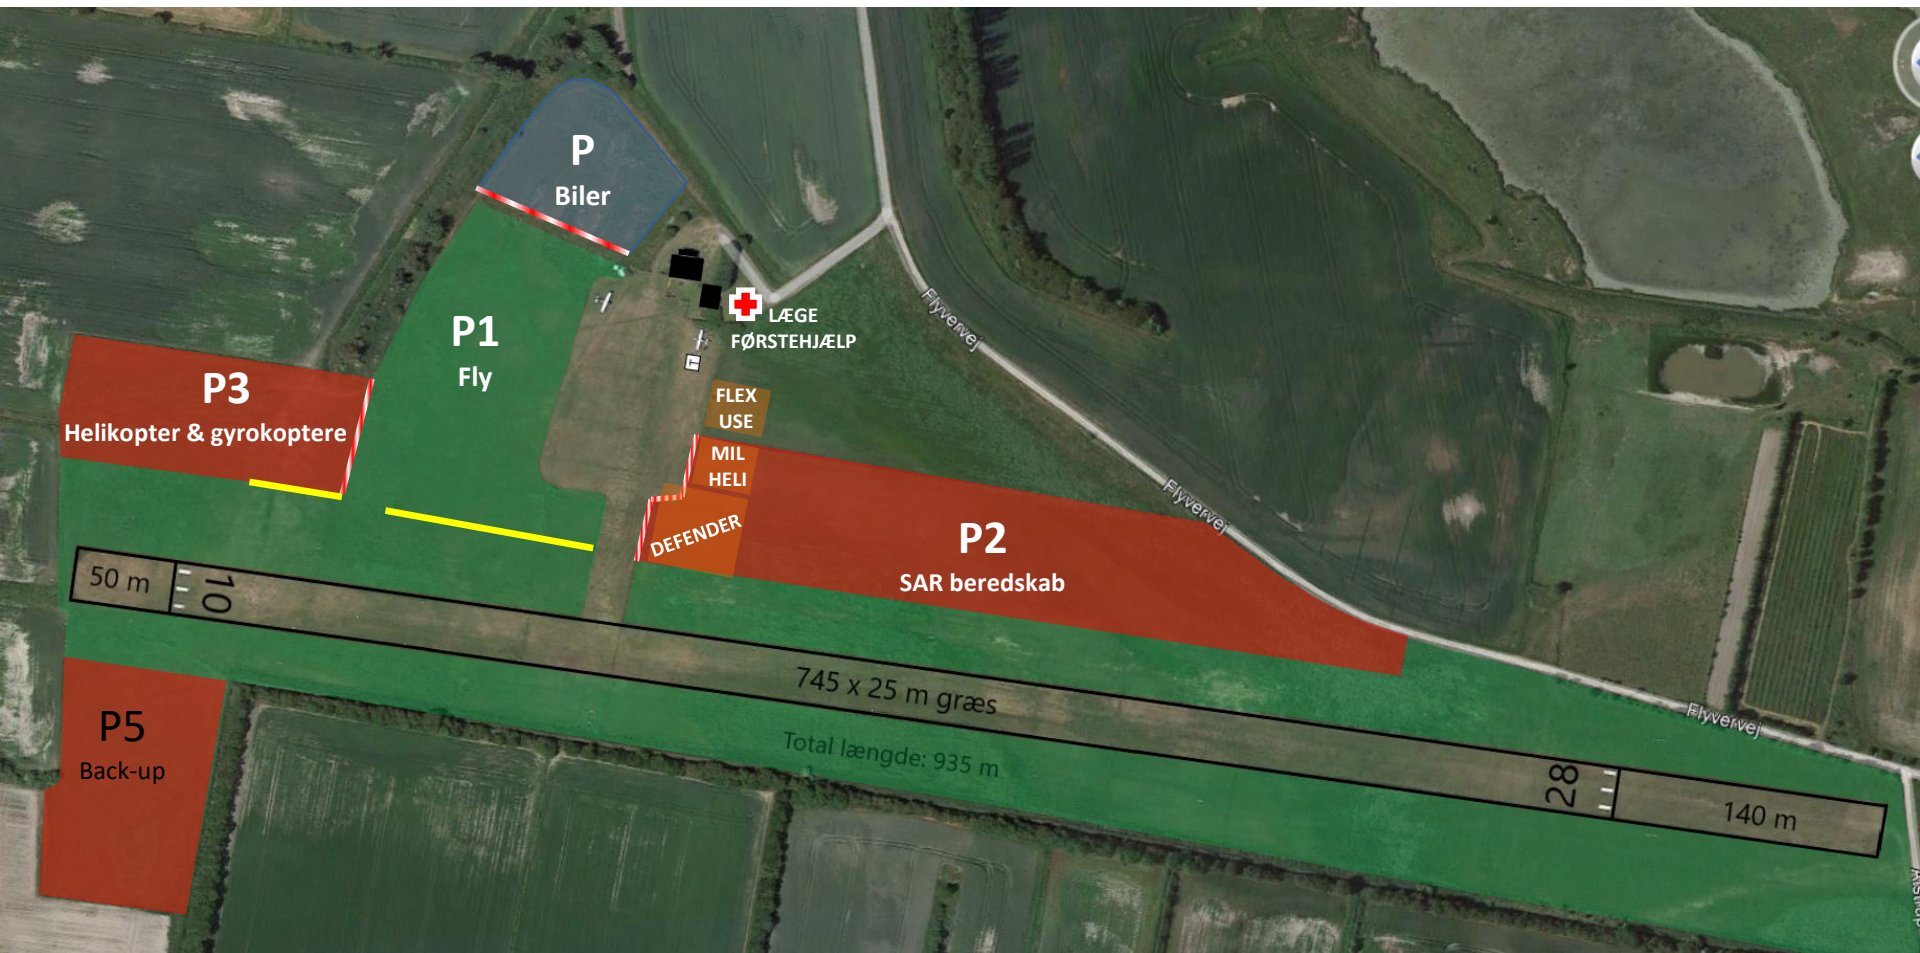 P
Biler
P1
Fly
LÆGE
FØRSTEHJÆLP
T
Flyvervej
P3
Helikopter & gyrokoptere
FLEX
USE
MIL
HELI
DEFENDER
Flyvervej
P2
SAR beredskab
50 m
10
745 x 25 m græs
Total længde: 935 m
28
140 m
Flyvervej
P5
Back-up